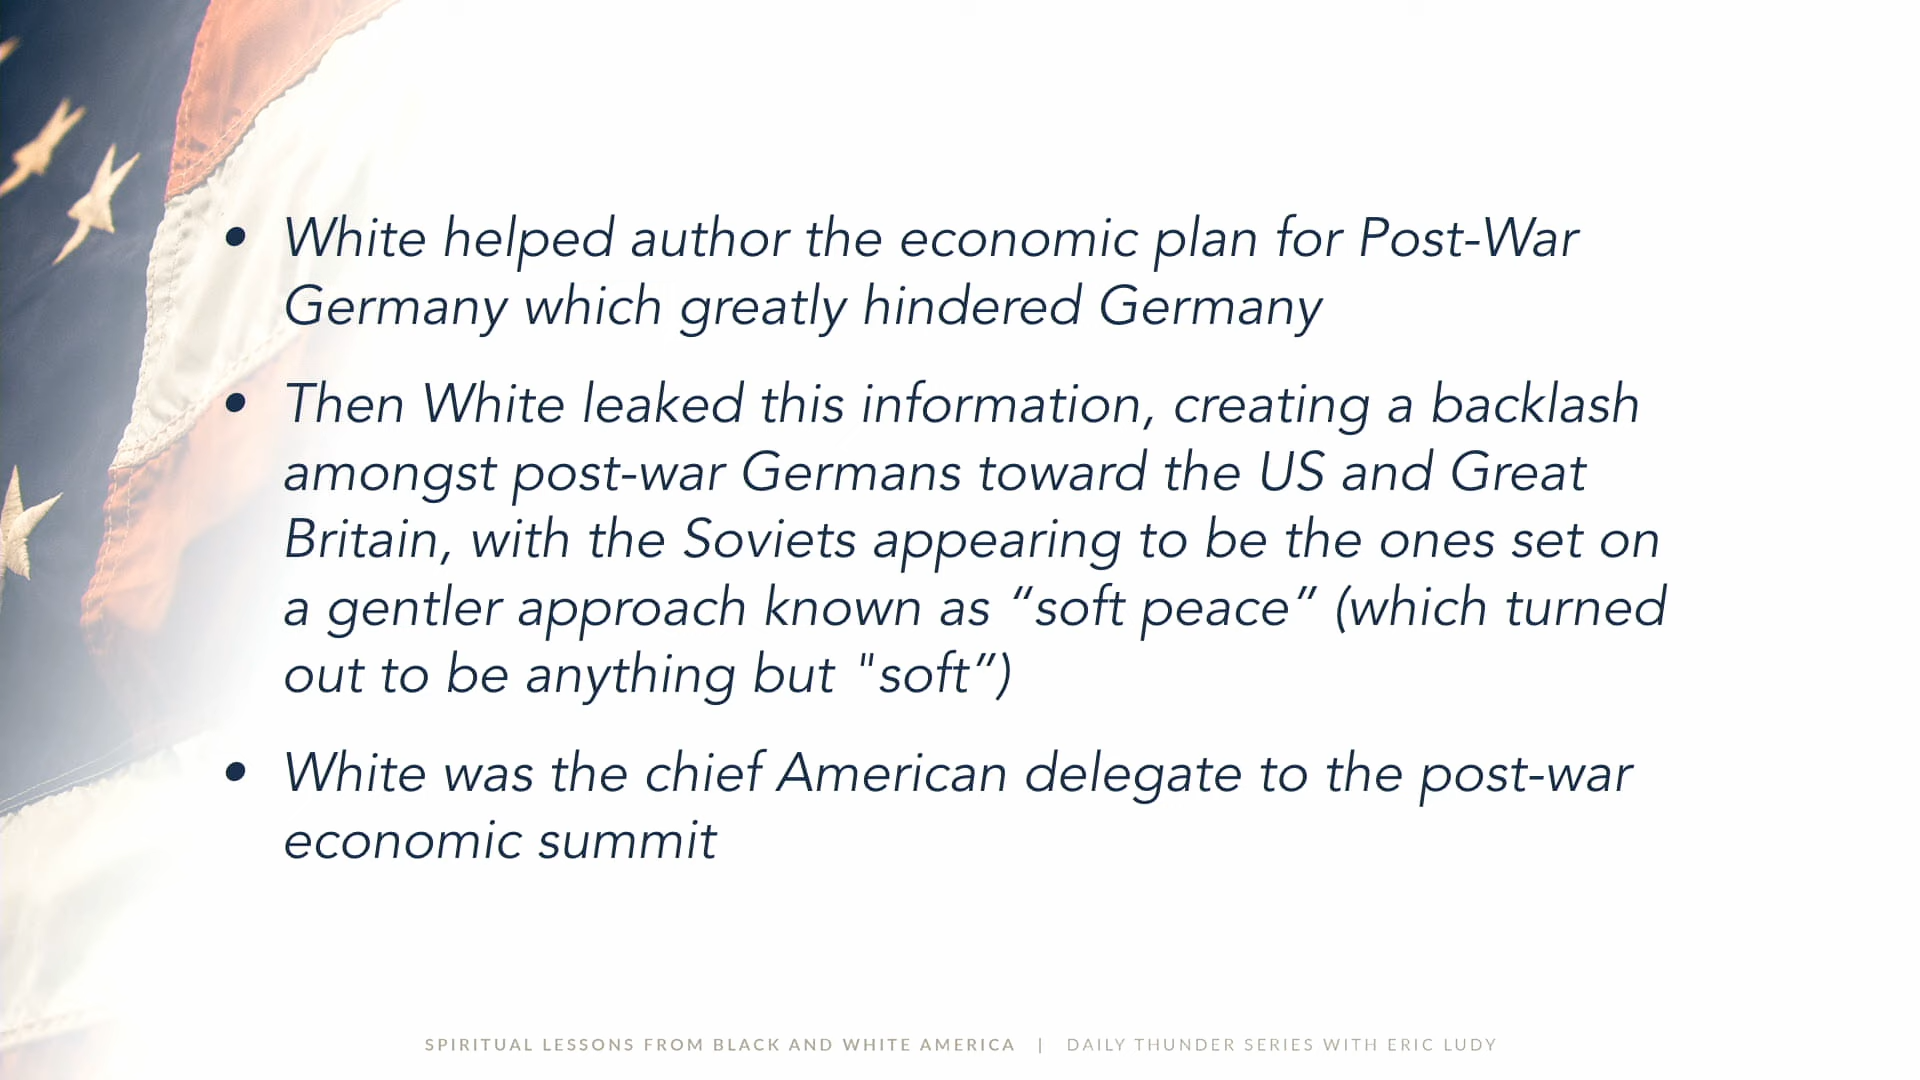 • White helped author the economic plan for Post-War
Germany which greatly hindered Germany
• Then White leaked this information, creating a backlash
amongst post-war Germans toward the US and Great
Britain, with the Soviets appearing to be the ones set on
a gentler approach known as “soft peace” (which turned
out to be anything but "soft”)
• White was the chief American delegate to the post-war
economic summit
SPIRITUAL LESSONS FROM BLACK AND WHITE AMERICA | DAILY THUNDER SERIES WITH ERIC LUDY